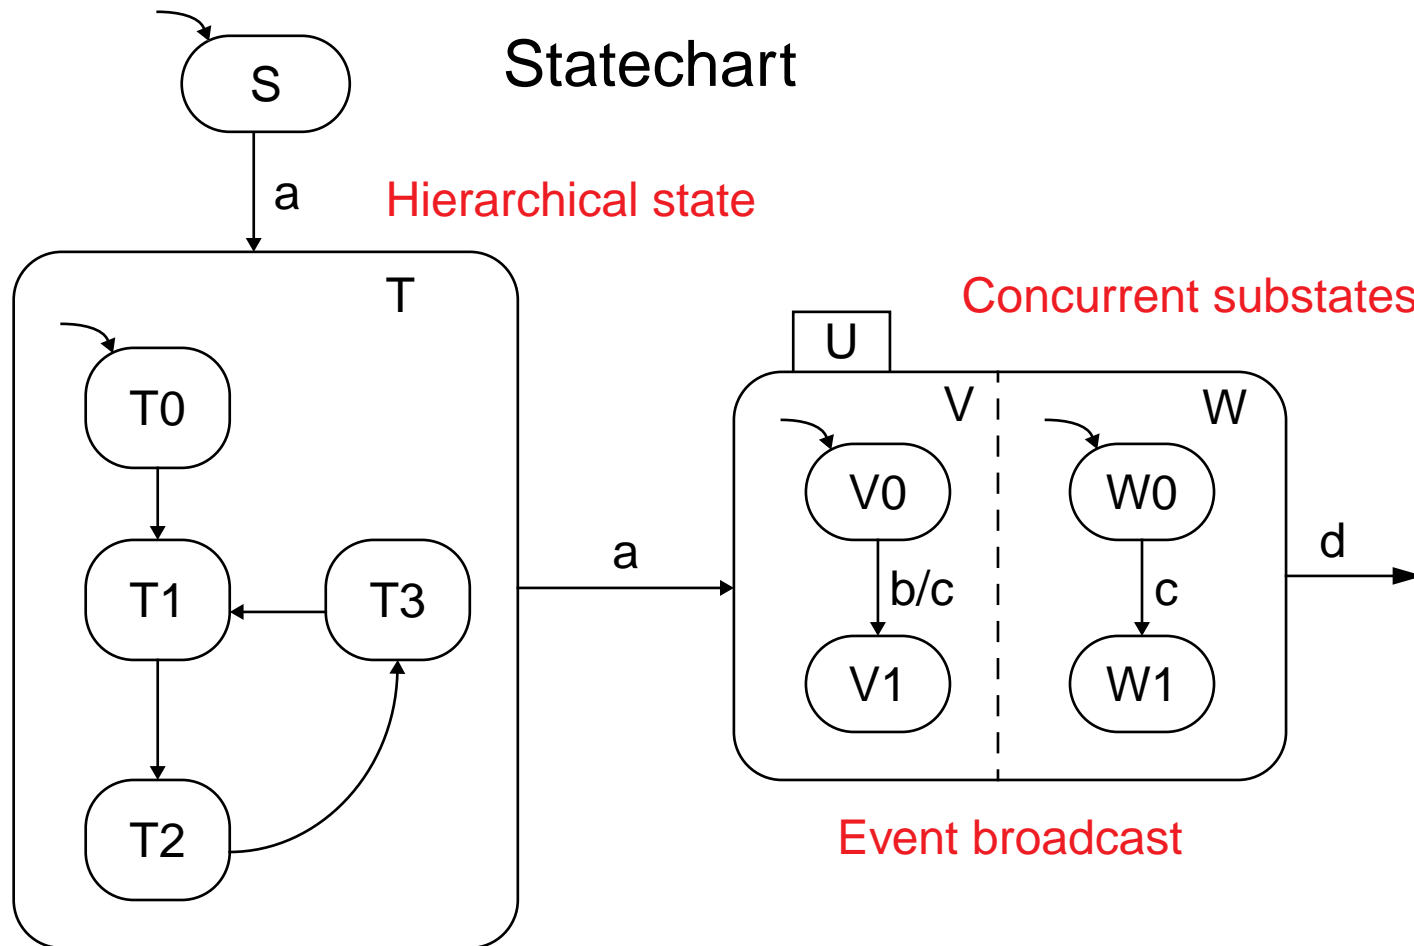 Statechart
S
a
Hierarchical state
T
Concurrent substates
U
V
W
T0
V0
W0
a
d
T1
T3
b/c
c
V1
W1
T2
Event broadcast